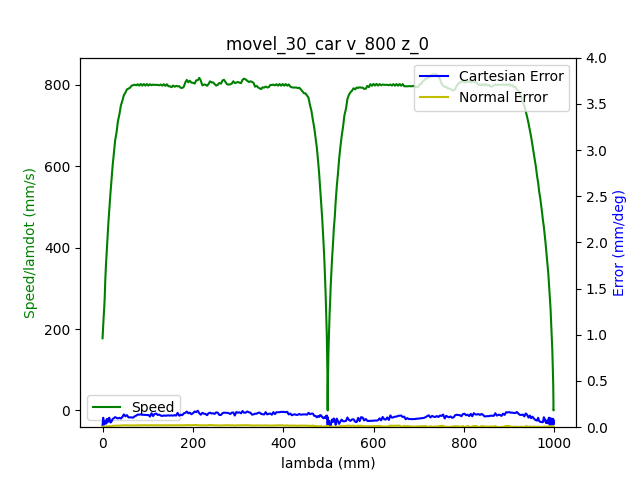 movel_30_car v_800 z_0
Speed/lamdot (mm/s)
800
600
400
200
0
4.0
3.5
3.0
2.5
2.0
1.5
1.0
0.5
0.0
Error (mm/deg)
Cartesian Error
Normal Error
Speed
0
200
400
600
800
1000
lambda (mm)